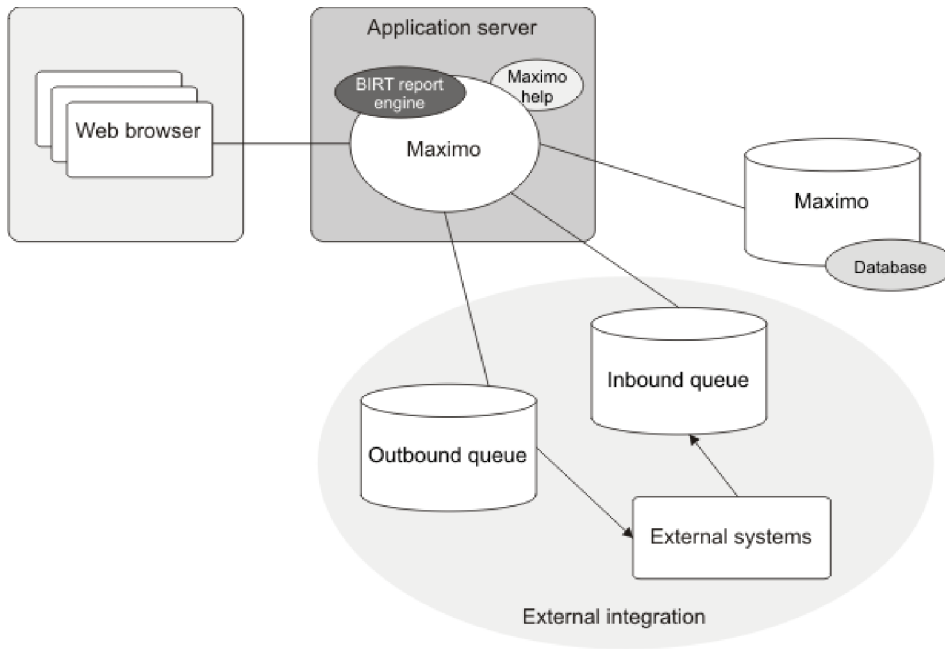 Application server
BIRT report
engine
Maximo
help
Web browser
Maximo
Maximo
Database
Inbound queue
Outbound queue
External systems
External integration